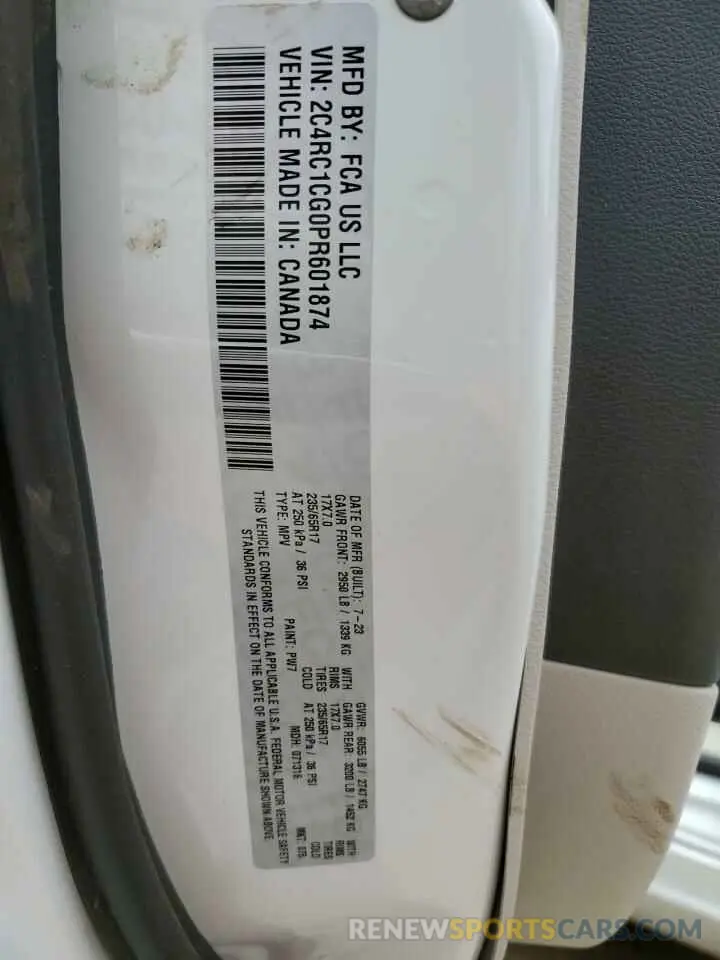 MFD BY: FCA US LLC
VIN: 2C4RC1CG0PR601874
VEHICLE MADE IN: CANADA
DATE OF MFR (BUILT): 7-23 GVWR: 6055 LB / 2747 KG
GAWR FRONT: 2950 LB / 1339 KG WITH GAWR REAR: 3200 LB / 1452 KG WITH
17X7.0 RIMS 17X7.0 RIMS
235/65R17 TIRES 235/65R17 TIRES
AT 250 kPa / 36 PSI COLD AT 250 kPa / 36 PSI COLD
TYPE: MPV PAINT: PW7 MDH: 071316 MKT:
THIS VEHICLE CONFORMS TO ALL APPLICABLE U.S.A. FEDERAL MOTOR VEHICLE SAFETY
STANDARDS IN EFFECT ON THE DATE OF MANUFACTURE SHOWN ABOVE.
RENEWSPORTSCARS.COM